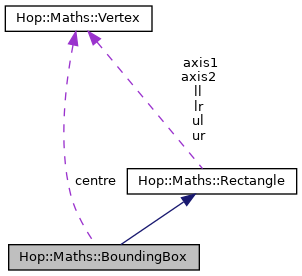 Hop::Maths::Vertex
axis1
axis2
ll
lr
ul
ur
centre
Hop::Maths::Rectangle
Hop::Maths::BoundingBox